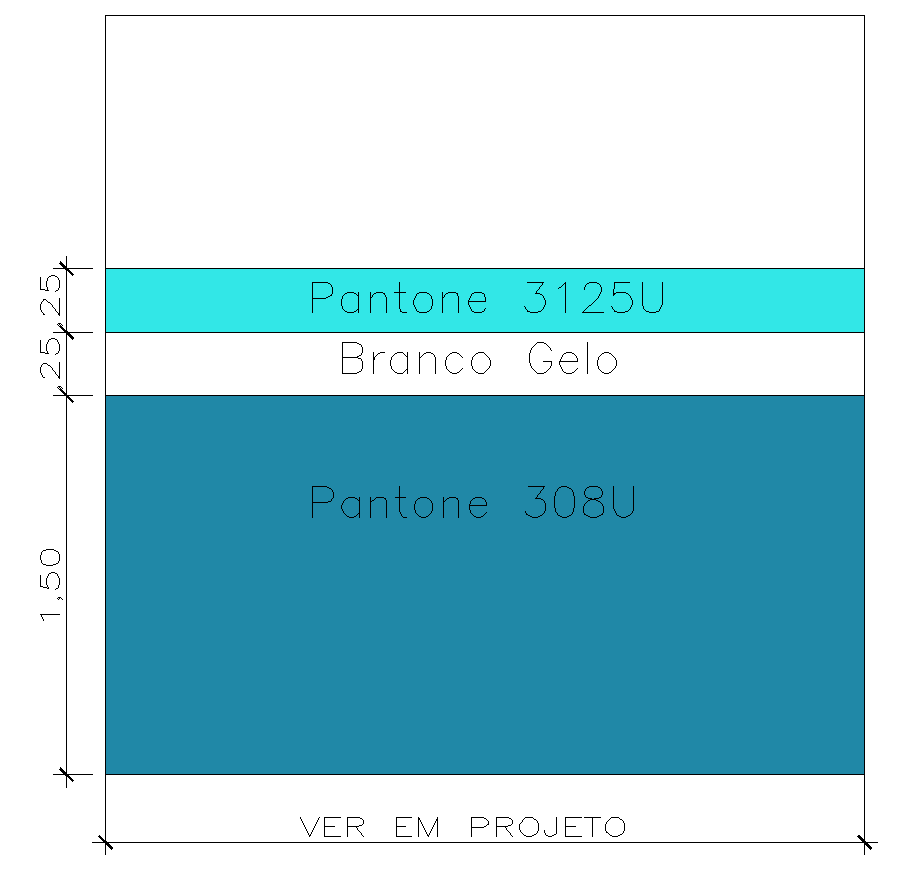 ,25
Pantone 3125U
,25
Branco Gelo
Pantone 308U
1,50
VER EM PROJETO